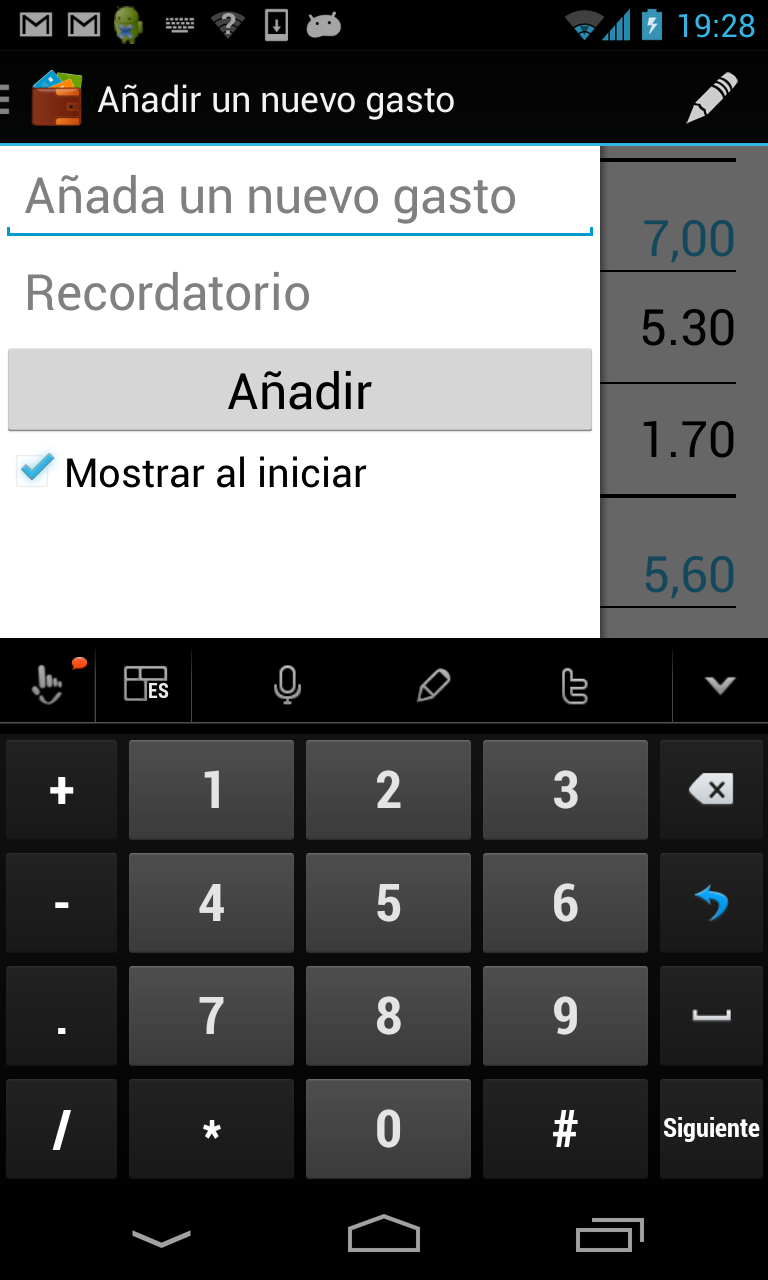 19:28
Añadir un nuevo gasto
Añada un nuevo gasto
7,00
Recordatorio
5.30
Añadir
1.70
Mostrar al iniciar
5,60
ES
+ 1 2 3
- 4 5 6
. 7 8 9
/ * 0 # Siguiente